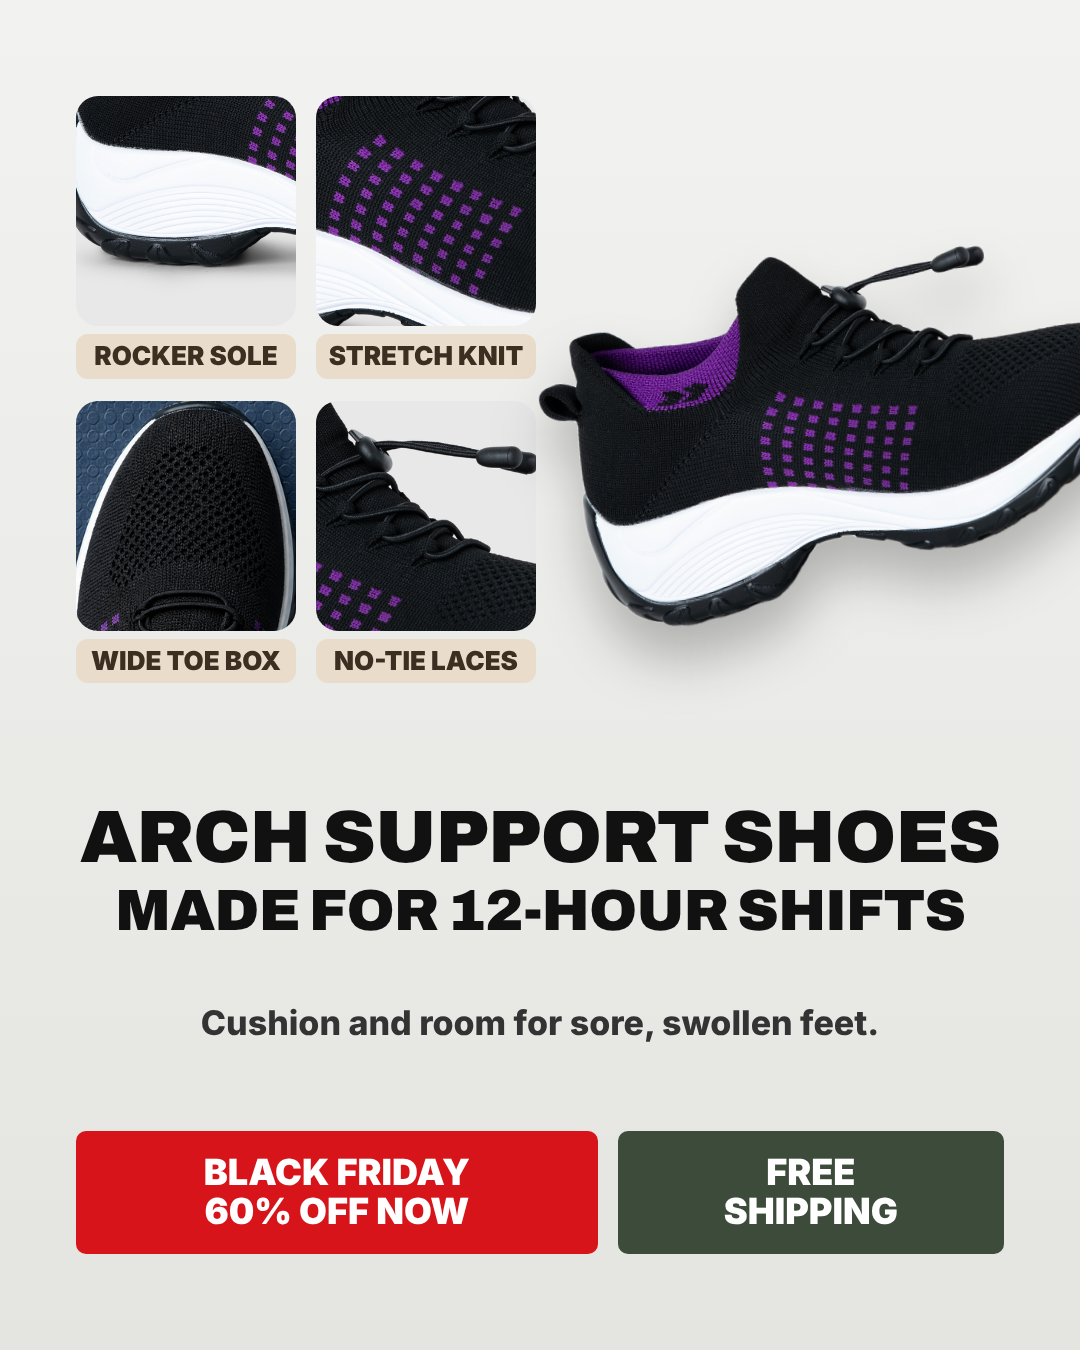 ROCKER SOLE
STRETCH KNIT
WIDE TOE BOX
NO-TIE LACES
ARCH SUPPORT SHOES
MADE FOR 12-HOUR SHIFTS
Cushion and room for sore, swollen feet.
BLACK FRIDAY
60% OFF NOW
FREE
SHIPPING